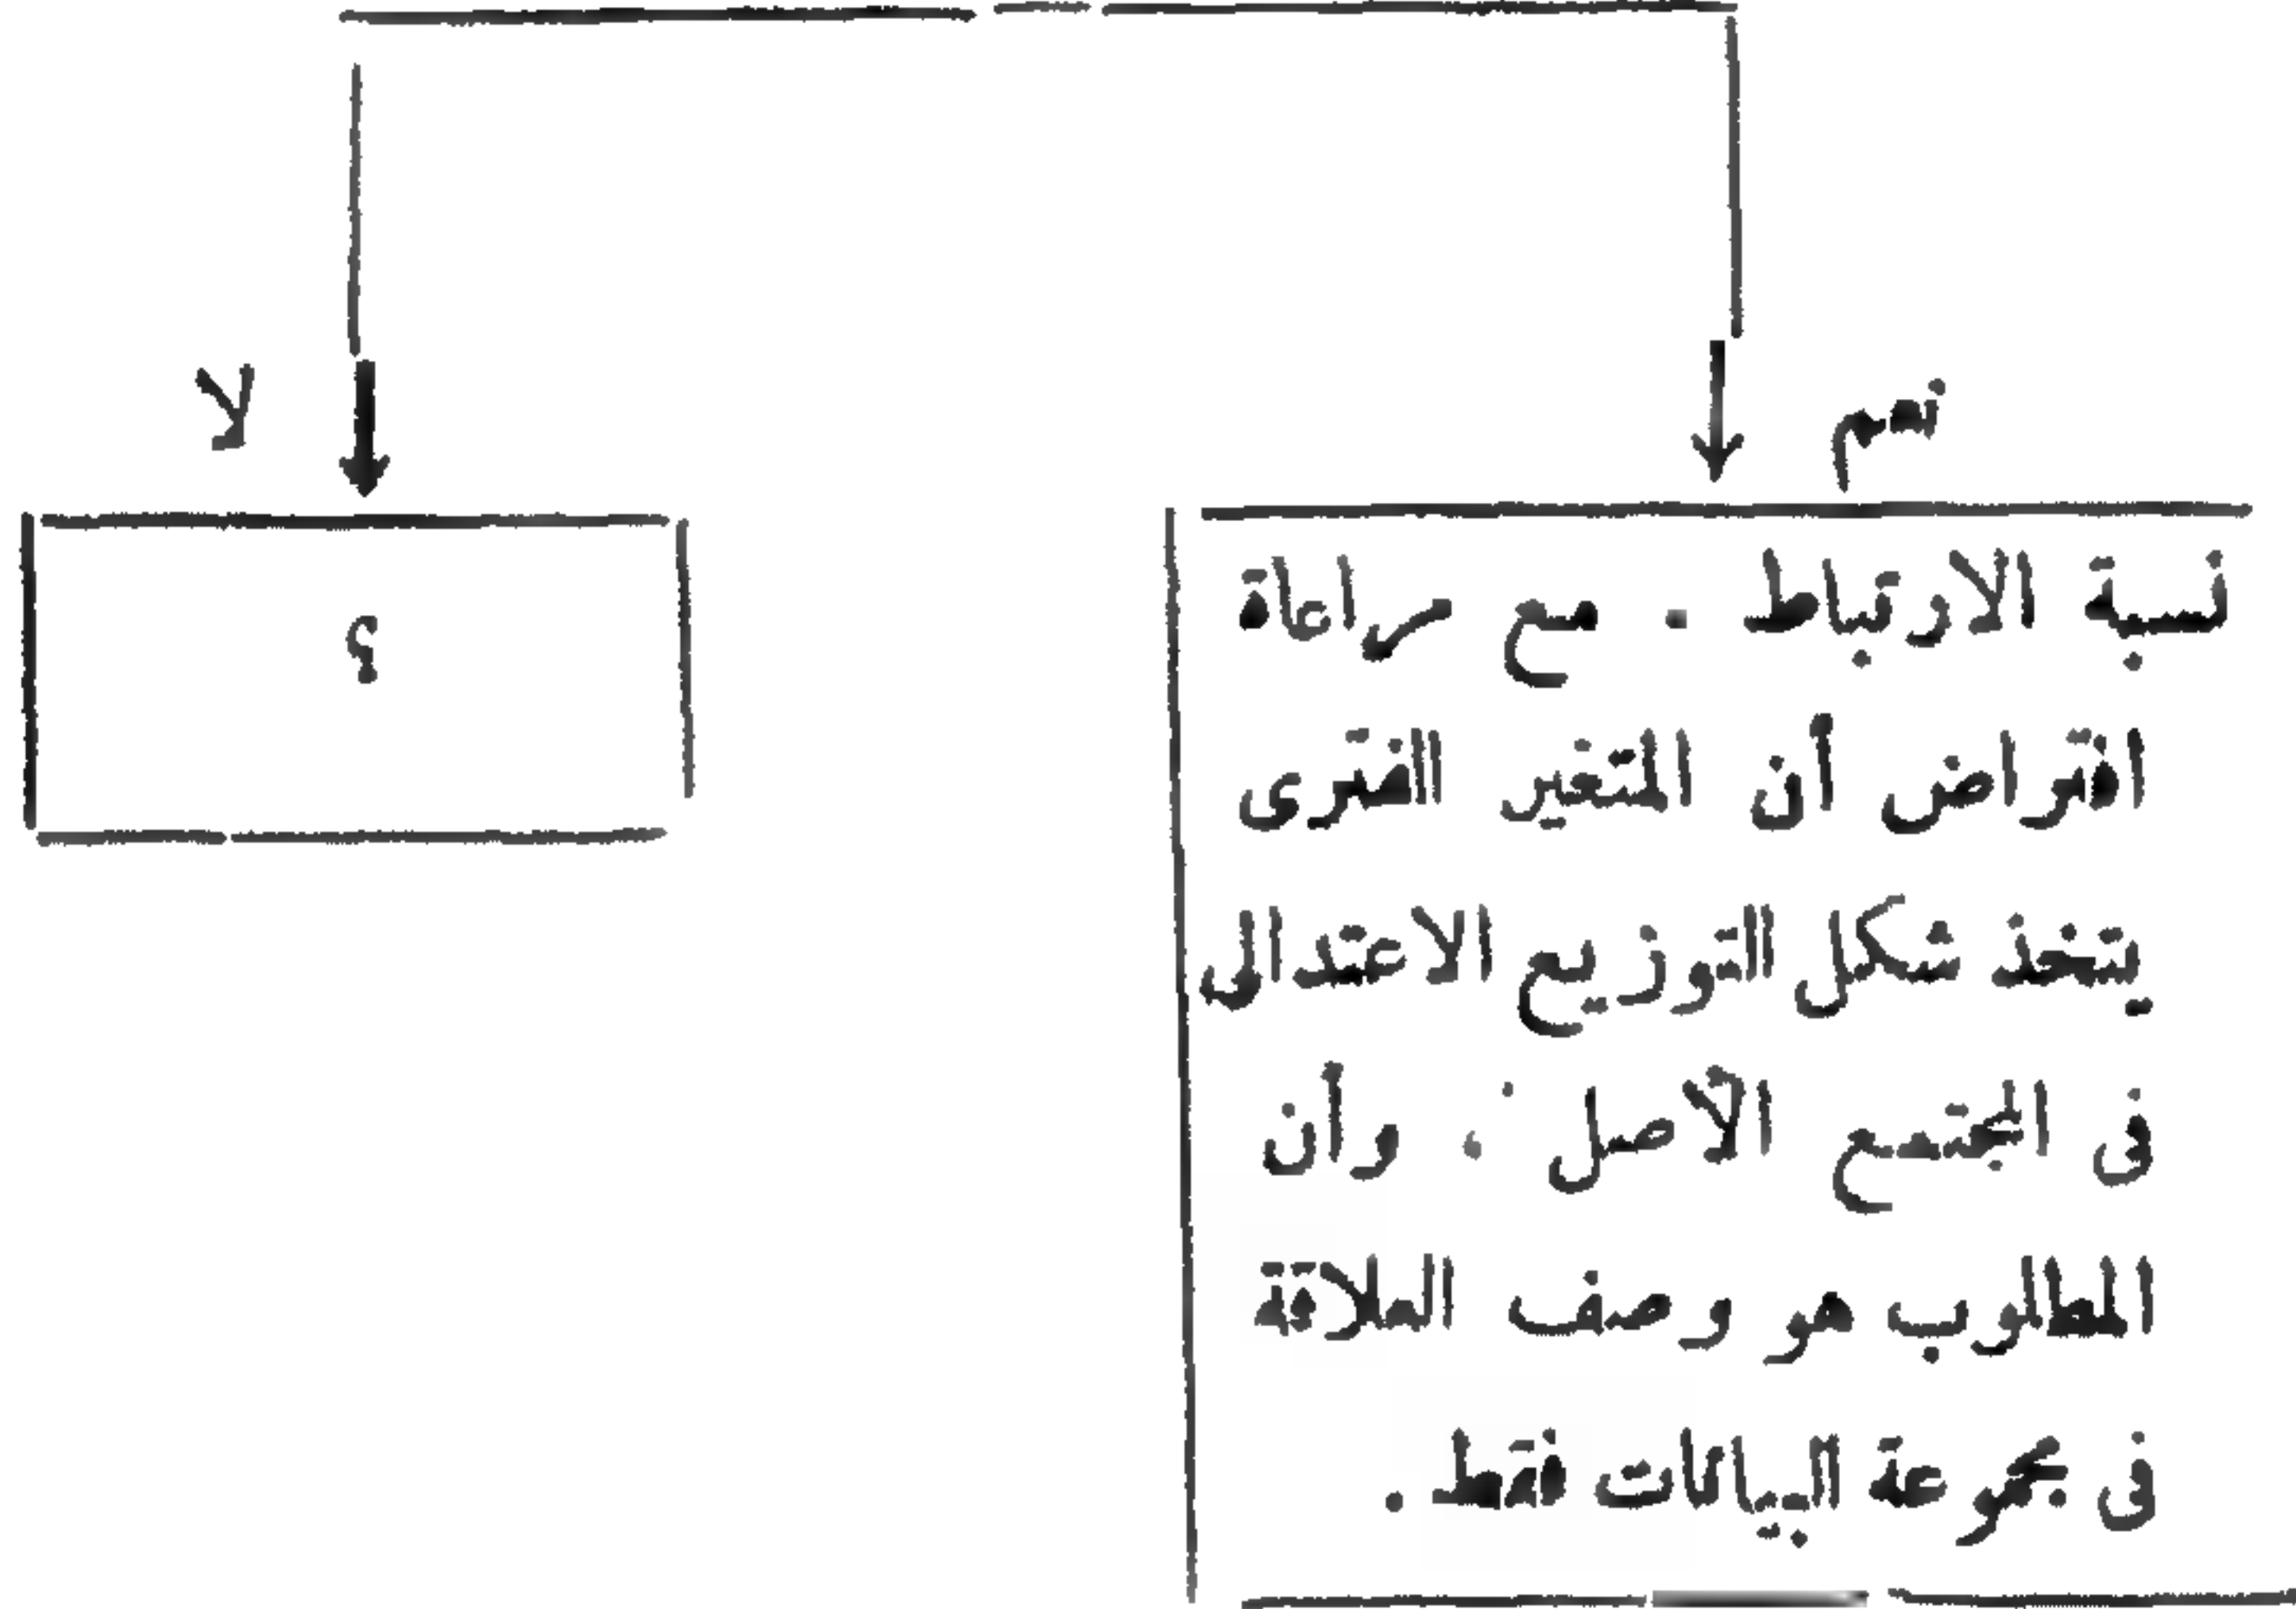 نعم
لا
نسبة الارتباط . مع مراعاة
افتراض أن المتغير الفترى
يتخذ شكل التوزيع الاعتدالى
فى المجتمع الأصل ، وأن
المطلوب هو وصف العلاقة
فى مجموعة البيانات فقط .
؟